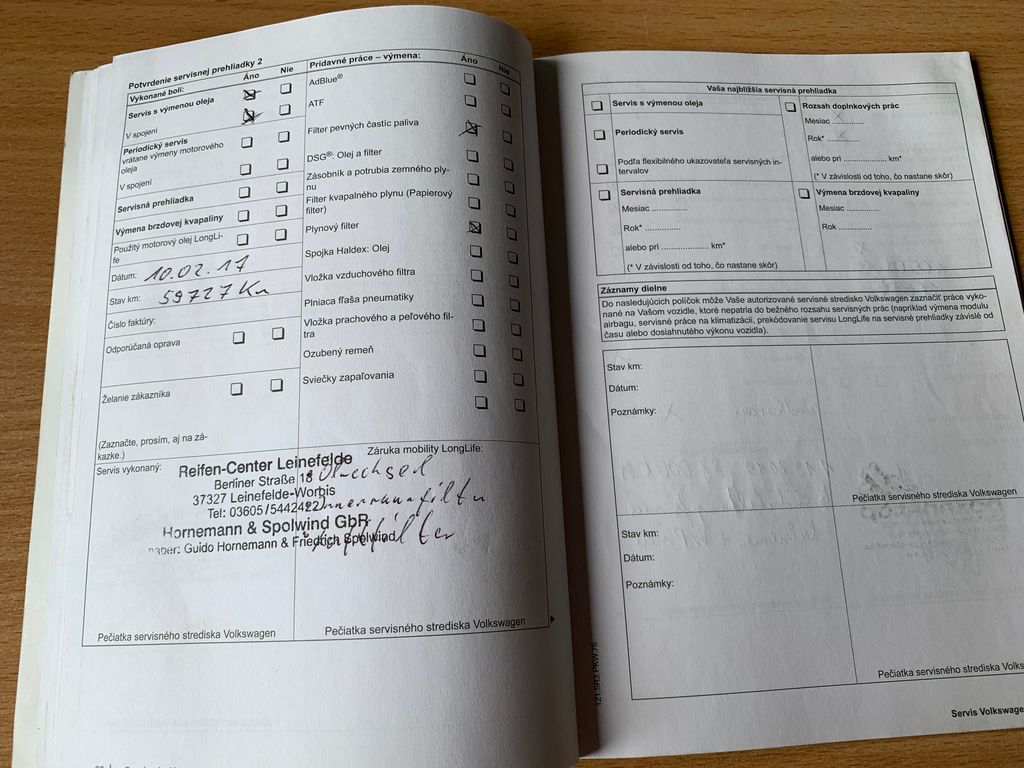 Potvrdenie servisnej prehliadky 2
Vykonané boli:
Áno
Nie
Servis s výmenou oleja
V spojení
Periodický servis
vrátane výmeny motorového
oleja
V spojení
Servisná prehliadka
Výmena brzdovej kvapaliny
Použitý motorový olej LongLi-
fe
Dátum: 10.02.17
Stav km: 59727 Km
Číslo faktúry:
Odporúčaná oprava
Želanie zákazníka
(Zaznačte, prosím, aj na zá-
kazke.)
Prídavné práce – výmena:
Áno
Nie
AdBlue®
ATF
Filter pevných častíc paliva
DSG®: Olej a filter
Zásobník a potrubia zemného ply-
nu
Filter kvapalného plynu (Papierový
filter)
Plynový filter
Spojka Haldex: Olej
Vložka vzduchového filtra
Plniaca fľaša pneumatiky
Vložka prachového a peľového fil-
tra
Ozubený remeň
Sviečky zapaľovania
Servis vykonaný:
Reifen-Center Leinefelde
Berliner Straße 18
37327 Leinefelde-Worbis
Tel: 03605/5442422
Hornemann & Spolwind GbR
haber: Guido Hornemann & Friedrich Spolwind
Pečiatka servisného strediska Volkswagen
Záruka mobility LongLife:
Ölwechsel
Innenraumfilter
Luftfilter
Pečiatka servisného strediska Volkswagen
Vaša najbližšia servisná prehliadka
Servis s výmenou oleja
Periodický servis
Podľa flexibilného ukazovateľa servisných in-
tervalov
Rozsah doplnkových prác
Mesiac ..............
Rok* ..............
alebo pri ..................... km*
(* V závislosti od toho, čo nastane skôr)
Servisná prehliadka
Mesiac ...............
Rok* ...............
alebo pri ..................... km*
(* V závislosti od toho, čo nastane skôr)
Výmena brzdovej kvapaliny
Mesiac ..............
Rok ..............
Záznamy dielne
Do nasledujúcich políčok môže Vaše autorizované servisné stredisko Volkswagen zaznačiť práce vyko-
nané na Vašom vozidle, ktoré nepatria do bežného rozsahu servisných prác (napríklad výmena modulu
airbagu, servisné práce na klimatizácii, prekódovanie servisu LongLife na servisné prehliadky závislé od
času alebo dosiahnutého výkonu vozidla).
Stav km:
Dátum:
Poznámky:
Pečiatka servisného strediska Volkswagen
Stav km:
Dátum:
Poznámky:
Pečiatka servisného strediska Volks
121.5R3.PKW.76
Servis Volkswage